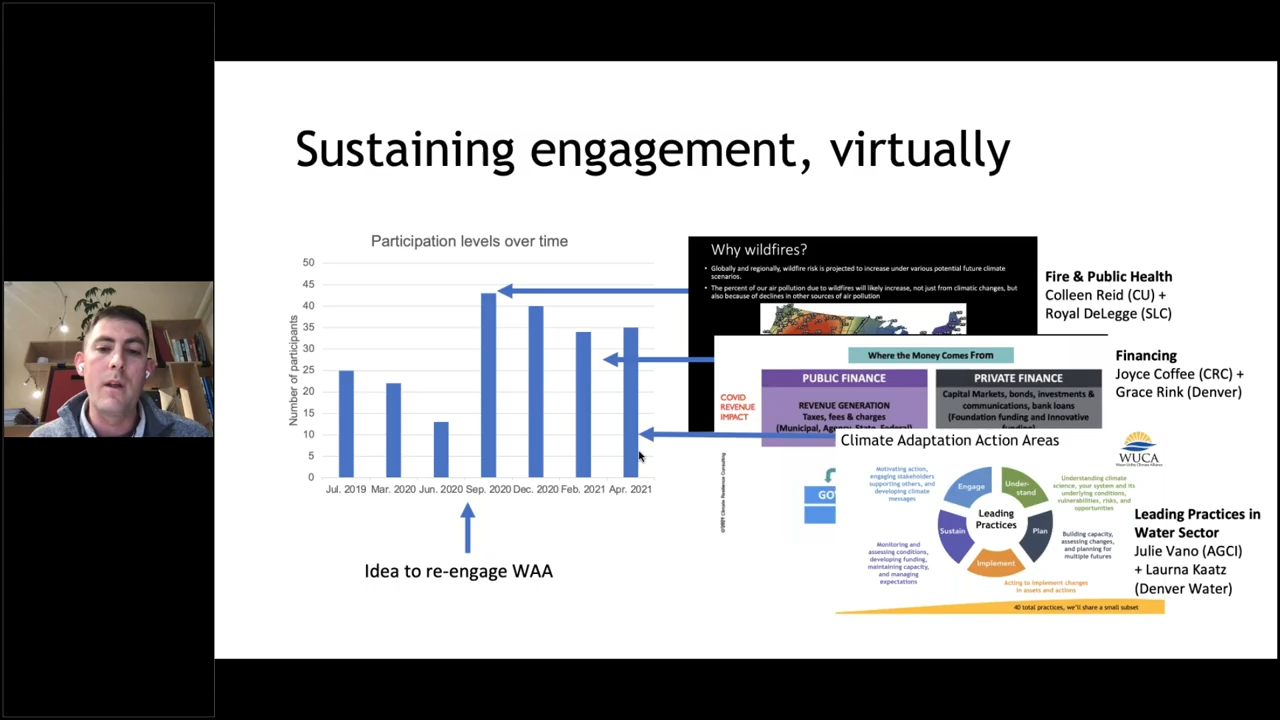 Sustaining engagement, virtually
Participation levels over time
Number of participants
50
45
40
35
30
25
20
15
10
5
0
Jul. 2019 Mar. 2020 Jun. 2020 Sep. 2020 Dec. 2020 Feb. 2021 Apr. 2021
Idea to re-engage WAA
Why wildfires?
• Globally and regionally, wildfire risk is projected to increase under various potential future climate
scenarios.
• The percent of our air pollution due to wildfires will likely increase, not just from climatic changes, but
also because of declines in other sources of air pollution
Fire & Public Health
Colleen Reid (CU) +
Royal DeLegge (SLC)
Where the Money Comes From
PUBLIC FINANCE
REVENUE GENERATION
Taxes, fees & charges
(Municipal, Agency, State, Federal)
PRIVATE FINANCE
Capital Markets, bonds, investments &
communications, bank loans
(Foundation funding and Innovative
funding)
COVID
REVENUE
IMPACT
Financing
Joyce Coffee (CRC) +
Grace Rink (Denver)
Climate Resilience Consulting
GO
Climate Adaptation Action Areas
WUCA
Motivating action,
engaging stakeholders
supporting others, and
developing climate
messages
Engage
Under-
stand
Understanding climate
science, your system and its
underlying conditions,
vulnerabilities, risks, and
opportunities
Leading
Practices
Sustain
Plan
Building capacity,
assessing changes,
and planning for
multiple futures
Monitoring and
assessing conditions,
developing funding,
maintaining capacity,
and managing
expectations
Implement
Acting to implement changes
in assets and actions
40 total practices, we'll share a small subset
Leading Practices in
Water Sector
Julie Vano (AGCI)
+ Laurna Kaatz
(Denver Water)